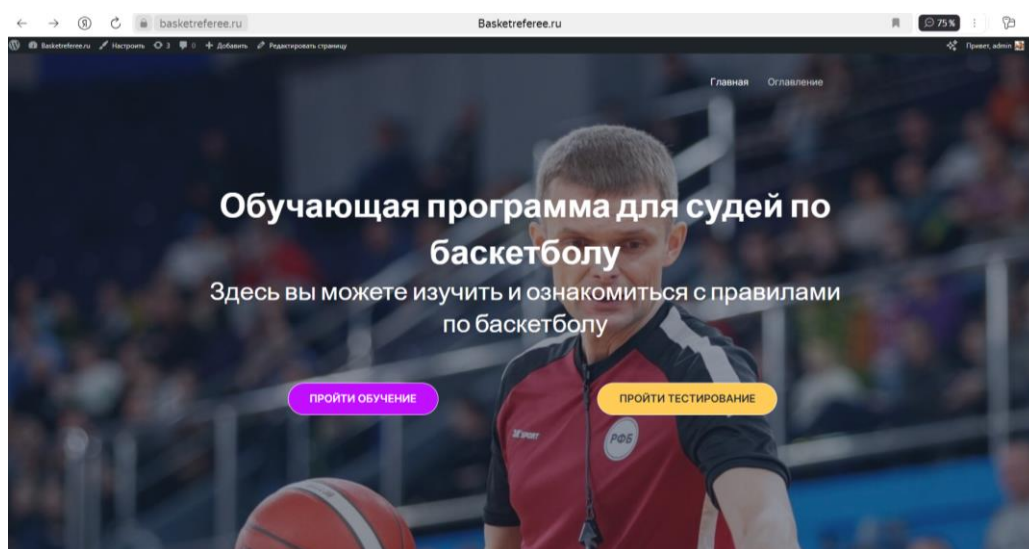 basketreferee.ru
Basketreferee.ru
75%
Basketreferee.ru Настроить 3 0 Добавить Редактировать страницу
Привет, admin
Главная Оглавление
Обучающая программа для судей по
баскетболу
Здесь вы можете изучить и ознакомиться с правилами
по баскетболу
ПРОЙТИ ОБУЧЕНИЕ
ПРОЙТИ ТЕСТИРОВАНИЕ
РФБ